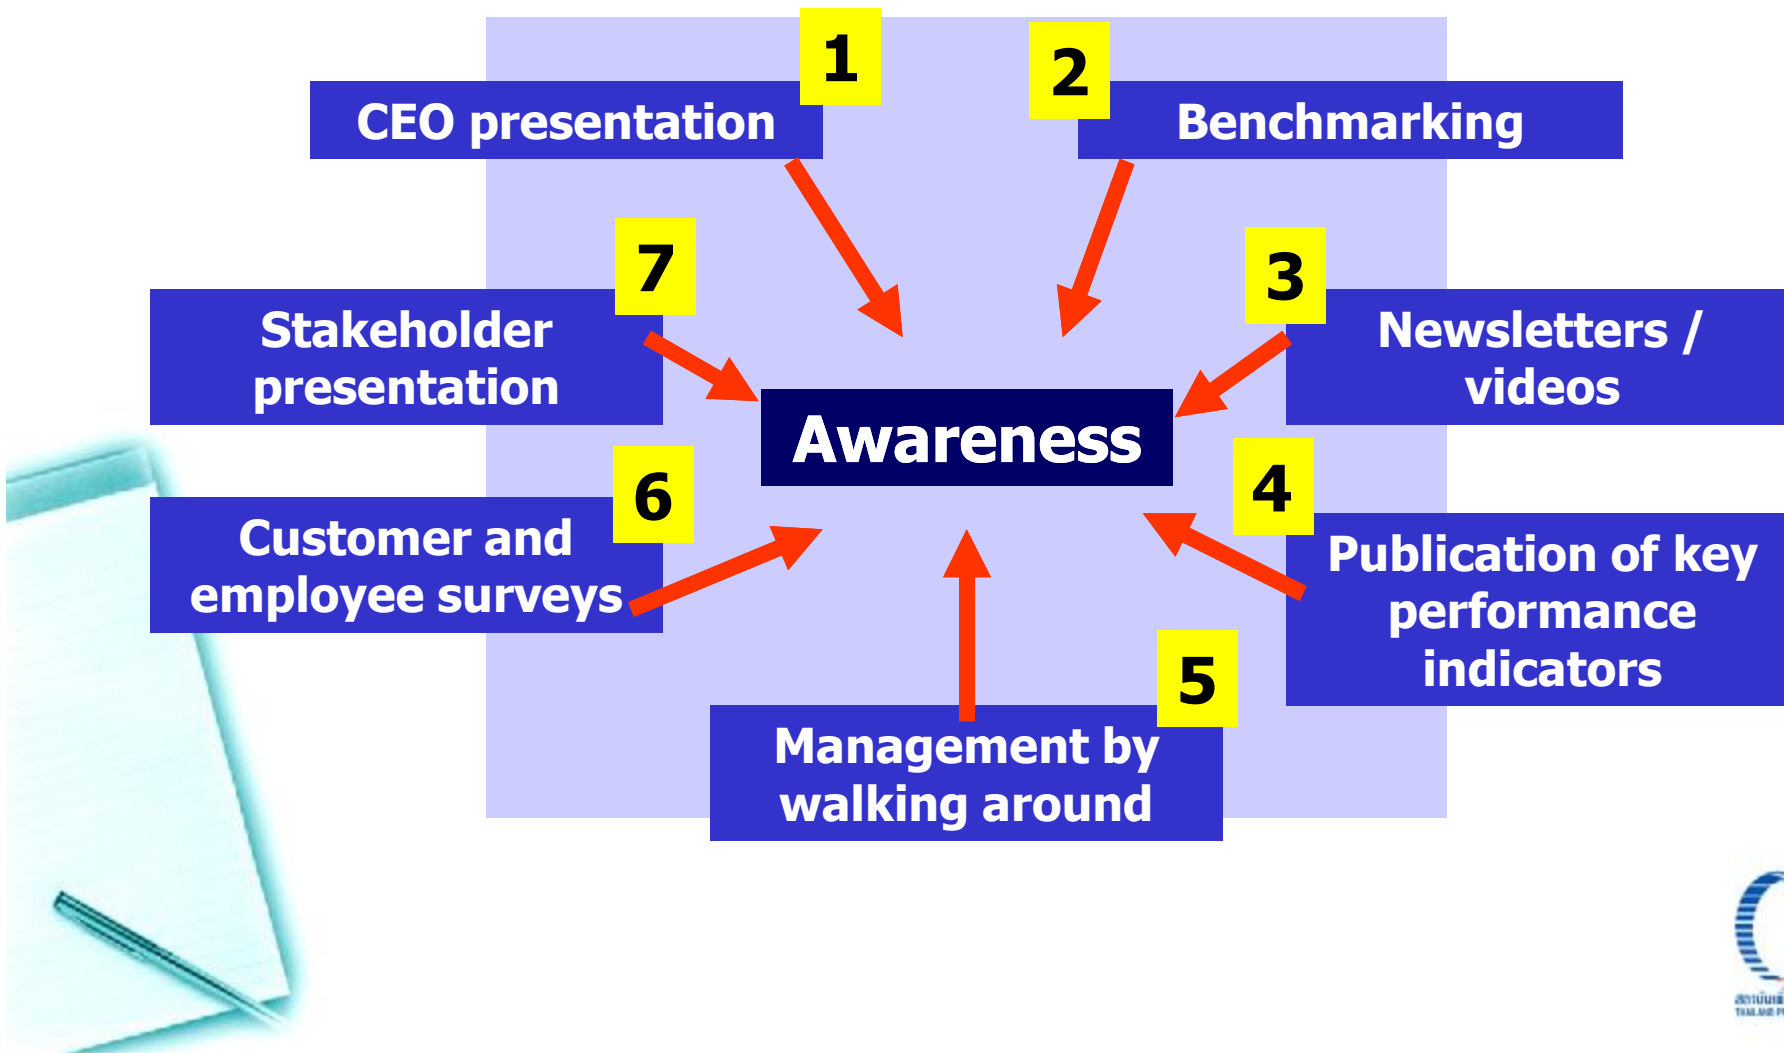 1
CEO presentation
2
Benchmarking
3
Newsletters /
videos
4
Publication of key
performance
indicators
5
Management by
walking around
6
Customer and
employee surveys
7
Stakeholder
presentation
Awareness
THAILAND